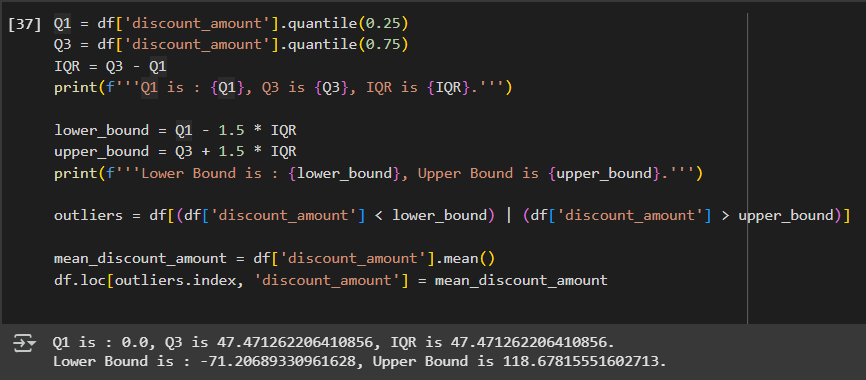 [37] Q1 = df['discount_amount'].quantile(0.25)
Q3 = df['discount_amount'].quantile(0.75)
IQR = Q3 - Q1
print(f'''Q1 is : {Q1}, Q3 is {Q3}, IQR is {IQR}.''')
lower_bound = Q1 - 1.5 * IQR
upper_bound = Q3 + 1.5 * IQR
print(f'''Lower Bound is : {lower_bound}, Upper Bound is {upper_bound}.''')
outliers = df[(df['discount_amount'] < lower_bound) | (df['discount_amount'] > upper_bound)]
mean_discount_amount = df['discount_amount'].mean()
df.loc[outliers.index, 'discount_amount'] = mean_discount_amount
Q1 is : 0.0, Q3 is 47.471262206410856, IQR is 47.471262206410856.
Lower Bound is : -71.20689330961628, Upper Bound is 118.67815551602713.